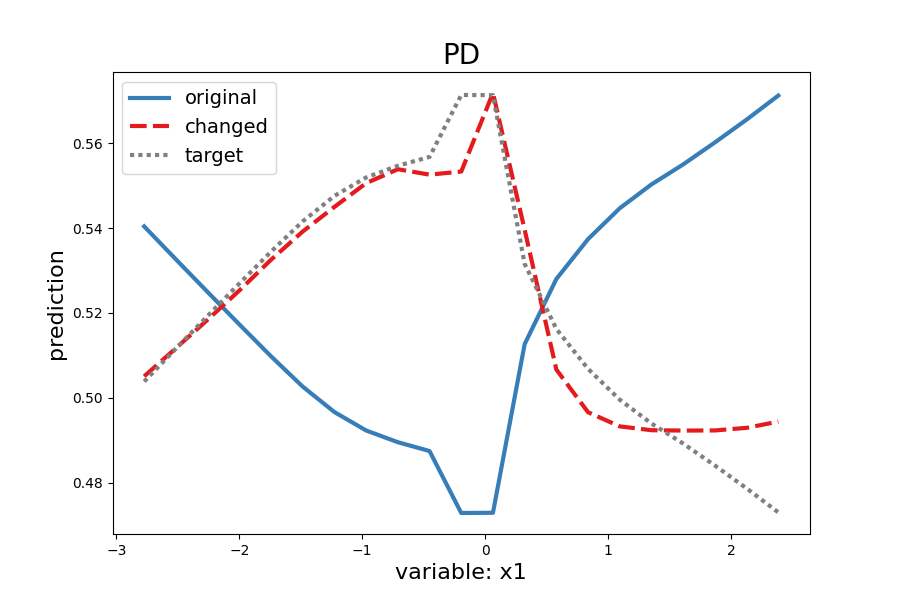 PD
original
changed
target
prediction
0.56
0.54
0.52
0.50
0.48
−3
−2
−1
0
1
2
variable: x1